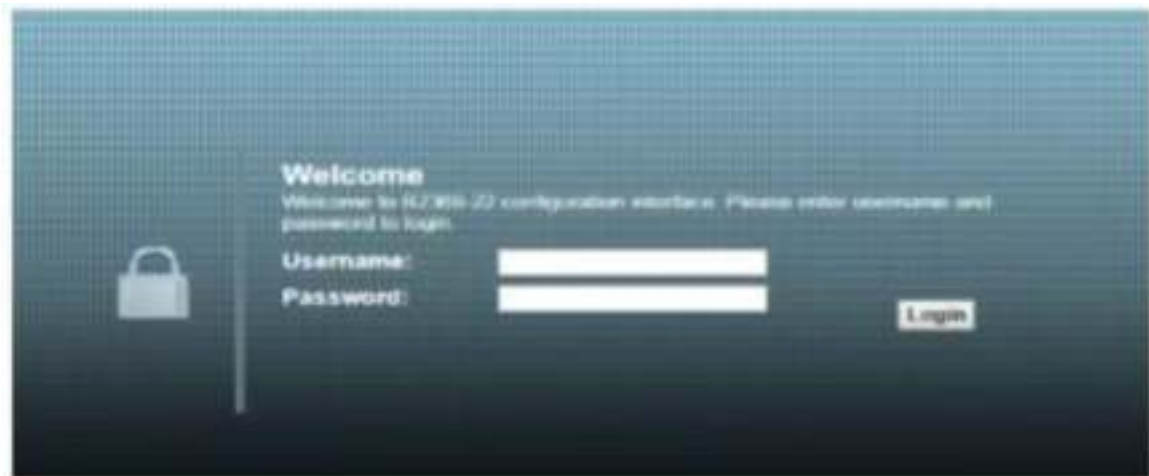 Welcome
Welcome to configuration interface. Please enter username and
password to login.
Username:
Password:
Login